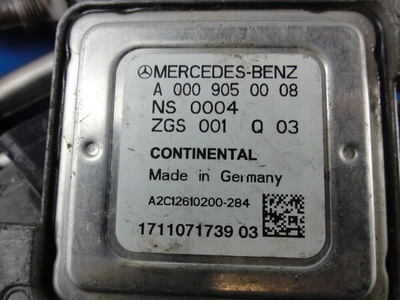 MERCEDES-BENZ
A 000 905 00 08
NS 0004
ZGS 001 Q 03
CONTINENTAL
Made in Germany
A2C12610200-284
1711071739 03